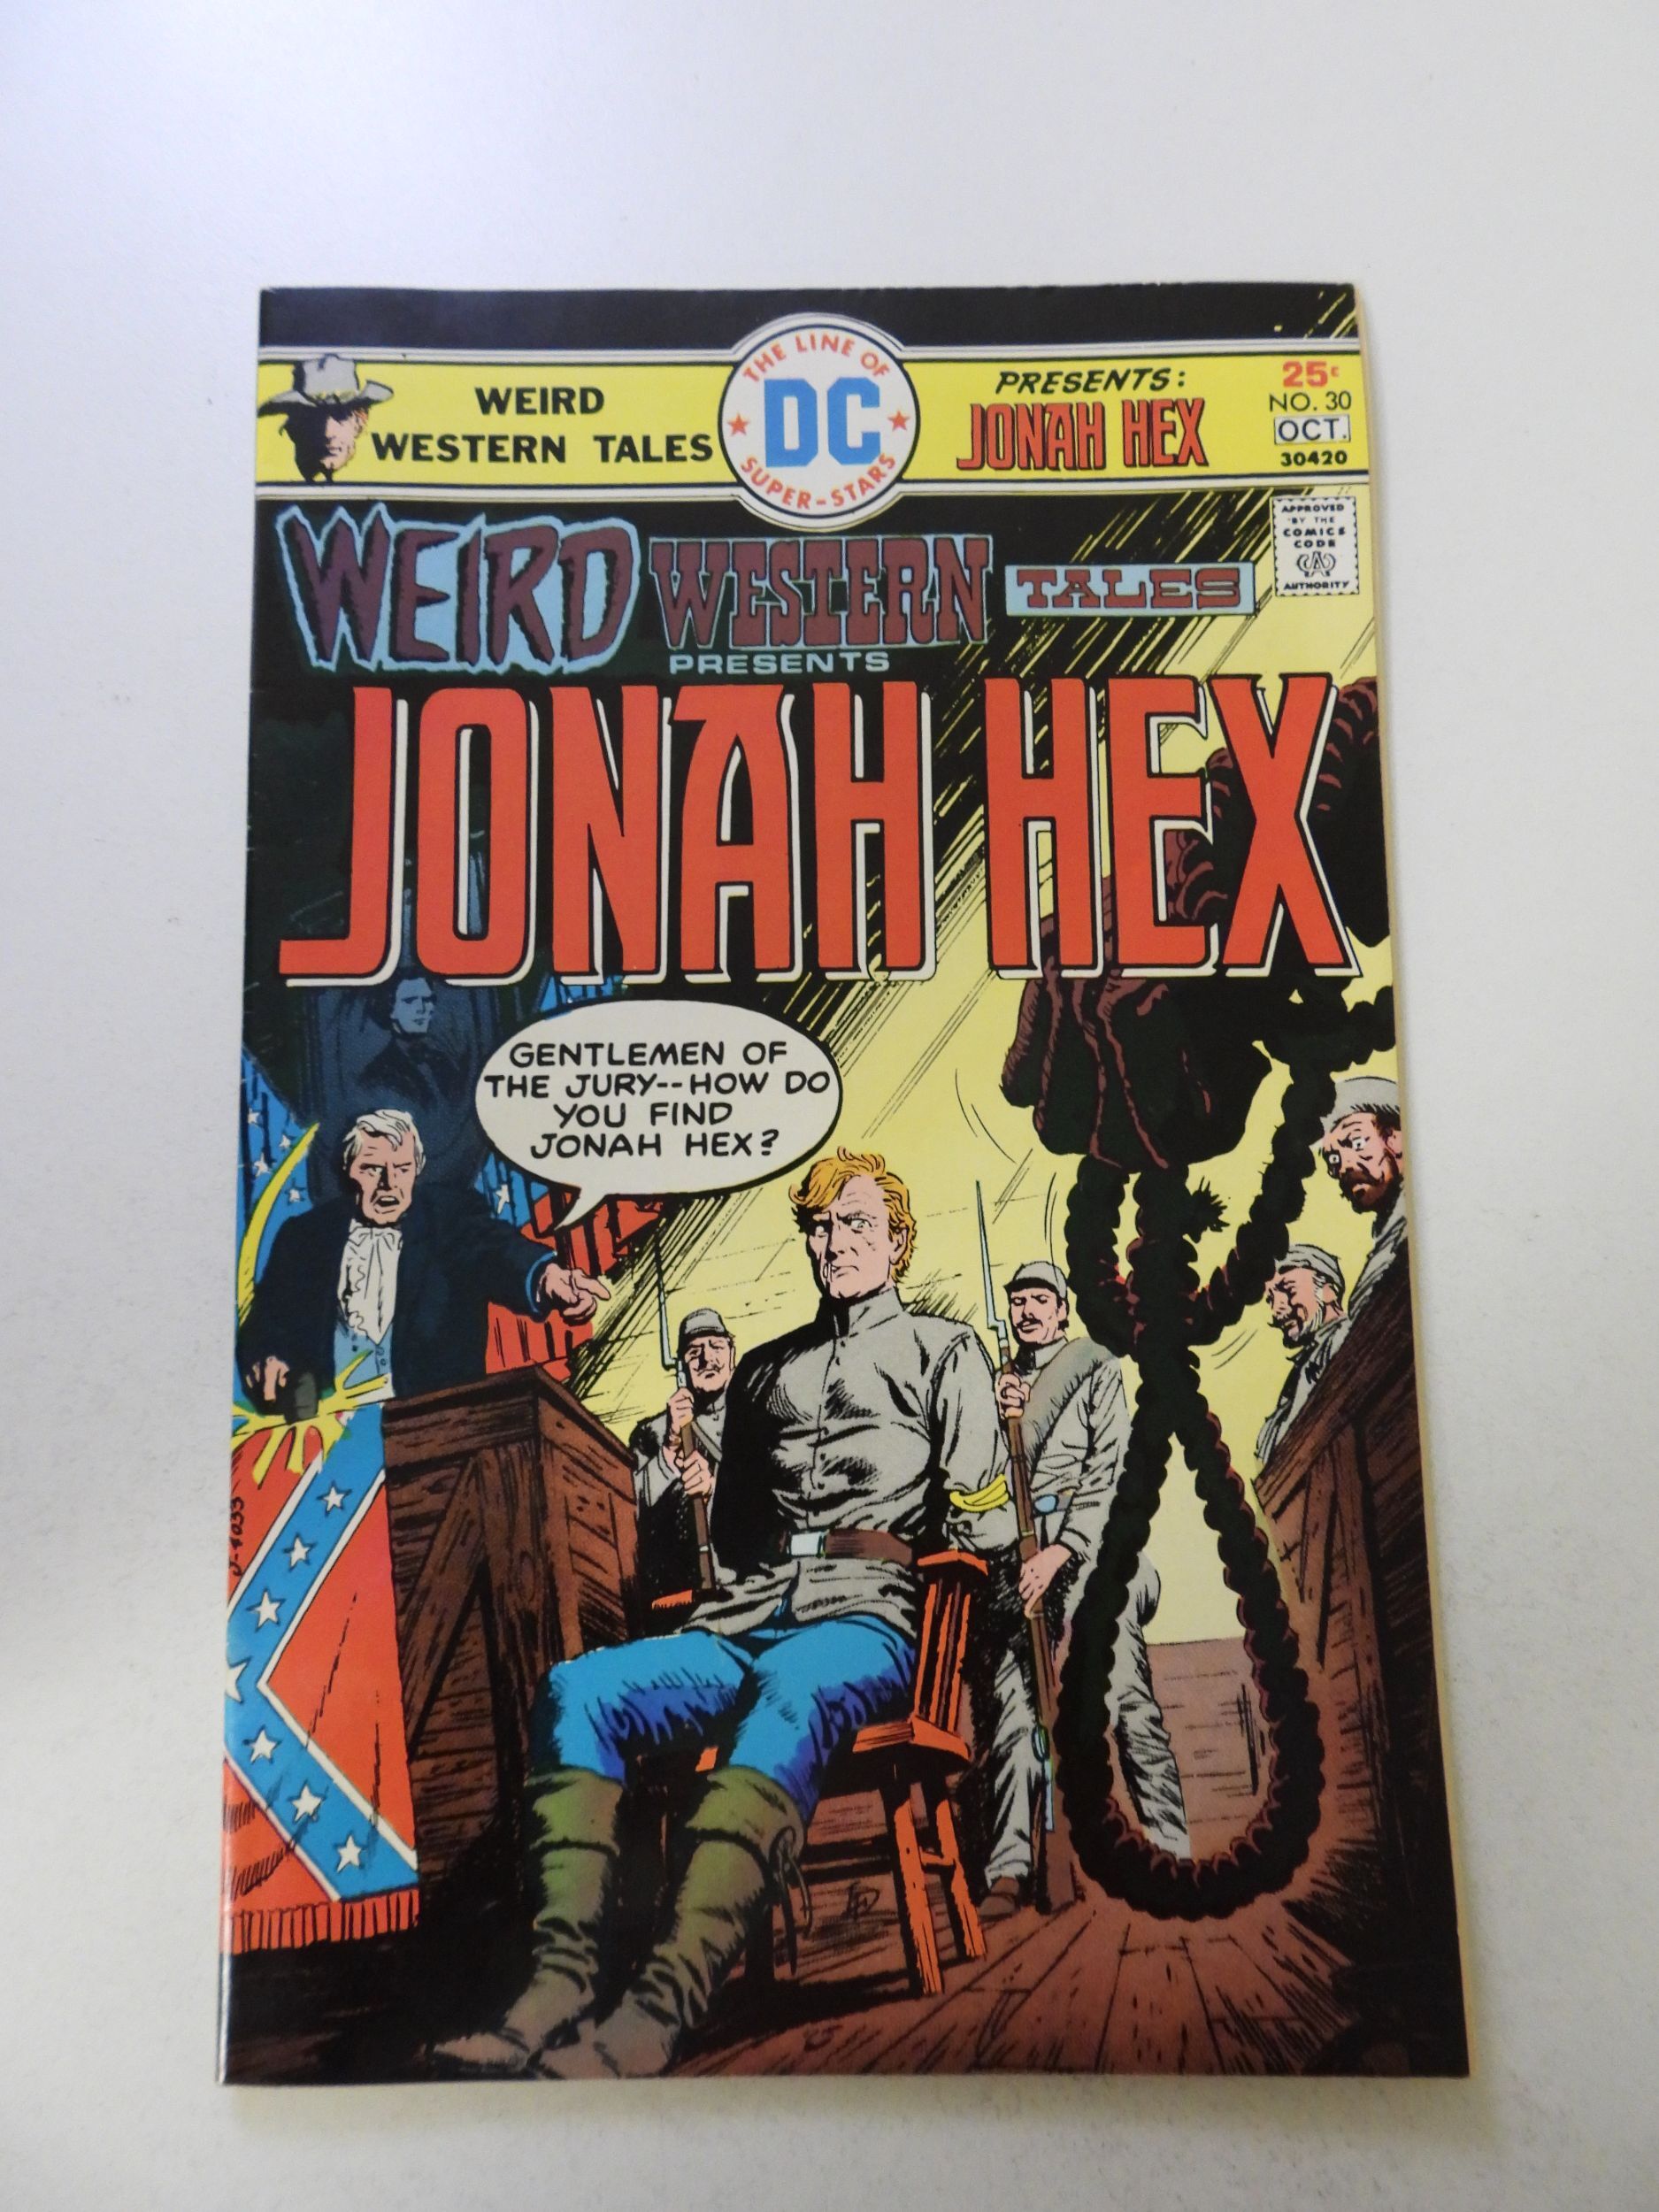 WEIRD
WESTERN TALES
THE LINE OF
DC
SUPER-STARS
PRESENTS:
JONAH HEX
25¢
NO. 30
OCT.
30420
APPROVED
BY THE
COMICS
CODE
CA
AUTHORITY
WEIRD WESTERN TALES
PRESENTS
JONAH HEX
GENTLEMEN OF
THE JURY--HOW DO
YOU FIND
JONAH HEX?
J-4033